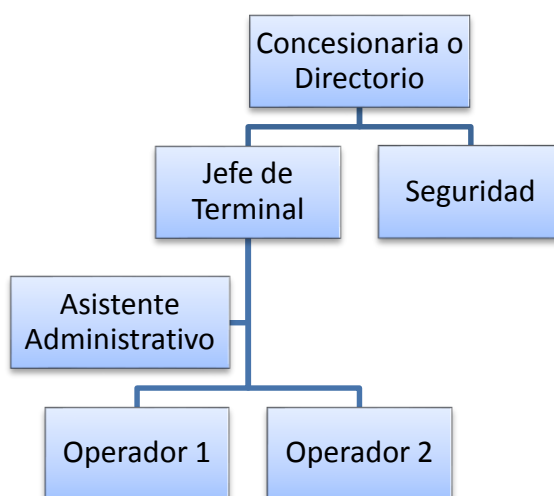 Concesionaria o
Directorio
Jefe de
Terminal
Seguridad
Asistente
Administrativo
Operador 1
Operador 2